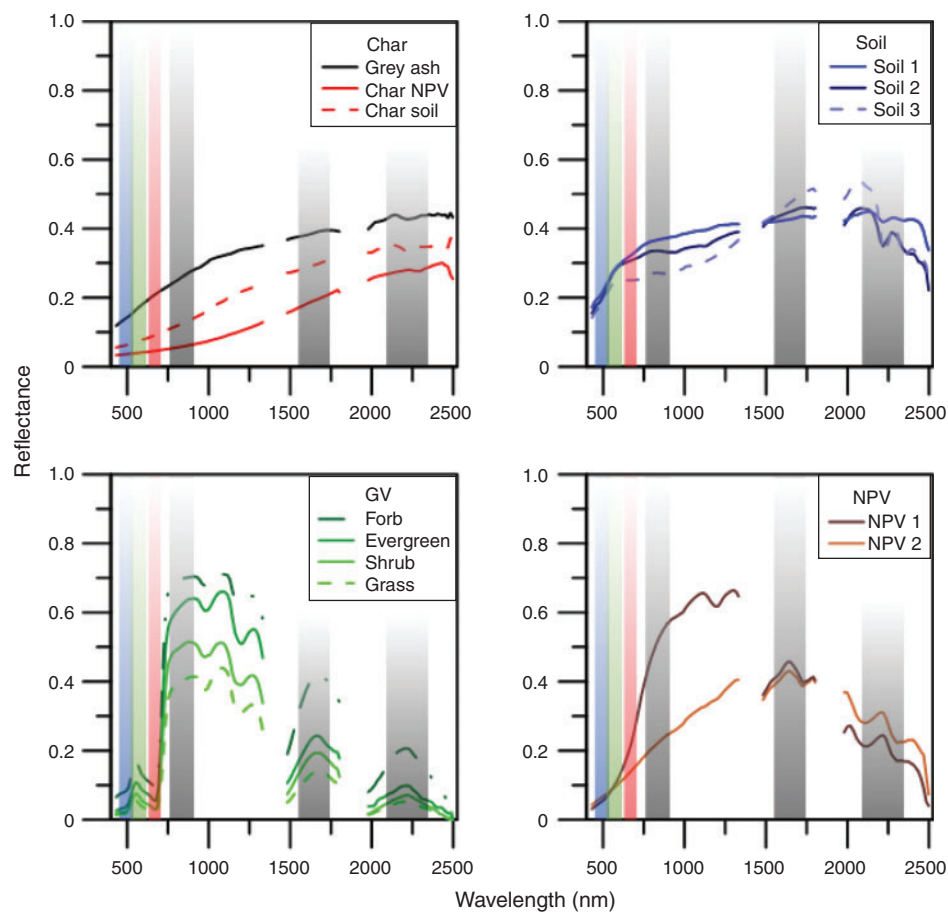 1.0
0.8
0.6
0.4
0.2
0
500 1000 1500 2000 2500
Char
Grey ash
Char NPV
Char soil
1.0
0.8
0.6
0.4
0.2
0
500 1000 1500 2000 2500
Soil
Soil 1
Soil 2
Soil 3
Reflectance
1.0
0.8
0.6
0.4
0.2
0
500 1000 1500 2000 2500
GV
Forb
Evergreen
Shrub
Grass
1.0
0.8
0.6
0.4
0.2
0
500 1000 1500 2000 2500
NPV
NPV 1
NPV 2
Wavelength (nm)